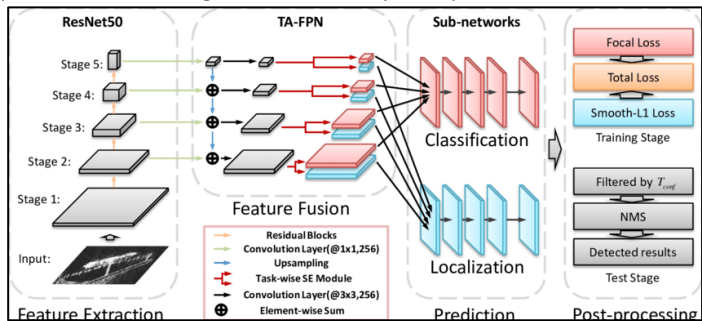 ResNet50
TA-FPN
Sub-networks
Stage 5:
Stage 4:
Stage 3:
Stage 2:
Stage 1:
Input:
Feature Extraction
Feature Fusion
Residual Blocks
Convolution Layer(@1x1,256)
Upsampling
Task-wise SE Module
Convolution Layer(@3x3,256)
Element-wise Sum
Classification
Localization
Prediction
Focal Loss
Total Loss
Smooth-L1 Loss
Training Stage
Filtered by T_conf
NMS
Detected results
Test Stage
Post-processing